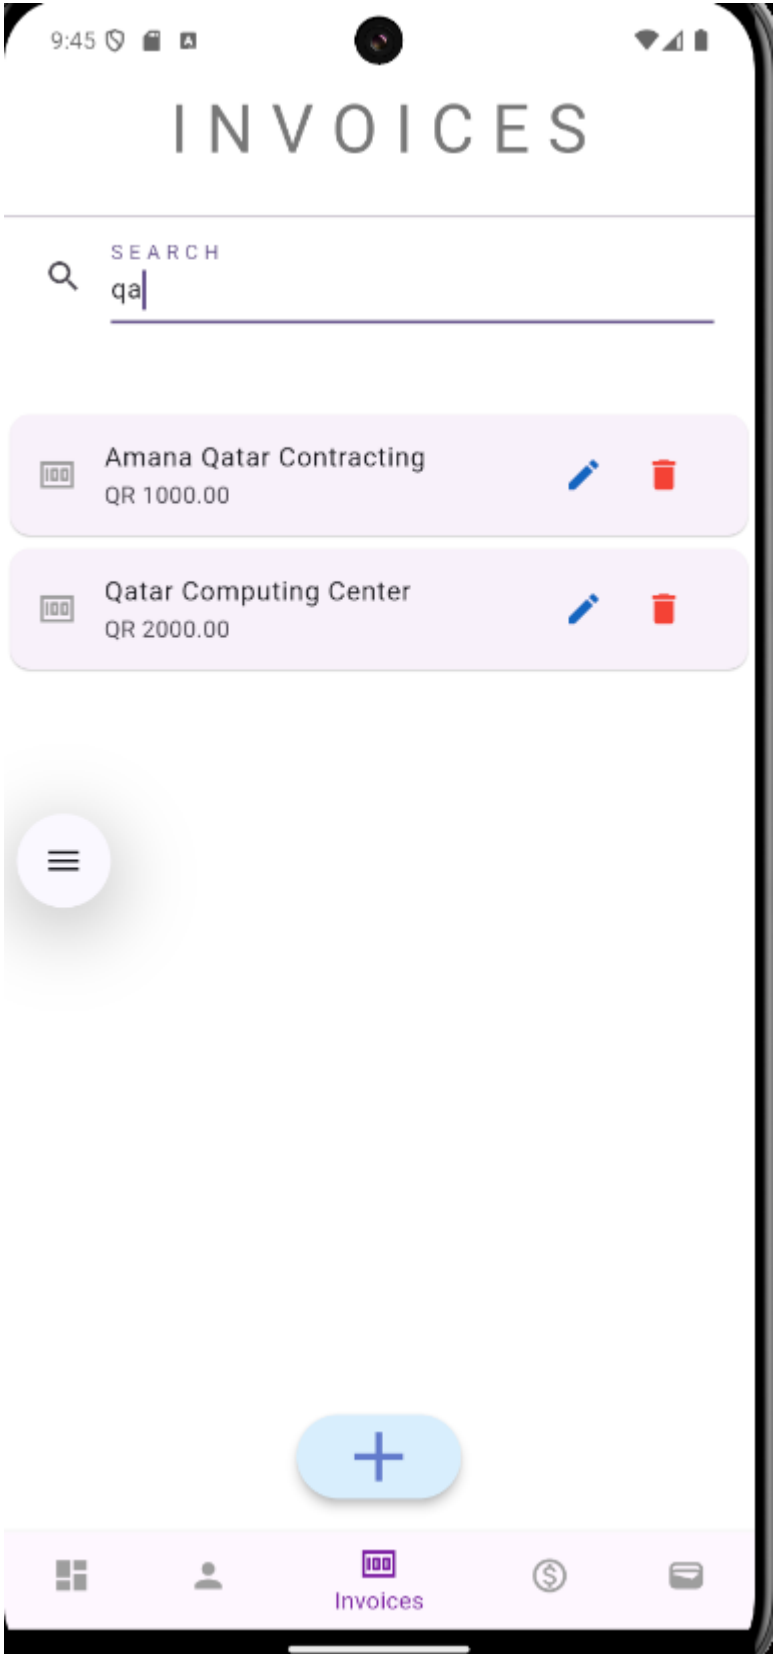 9:45
INVOICES
SEARCH
qa
Amana Qatar Contracting
QR 1000.00
Qatar Computing Center
QR 2000.00
Invoices